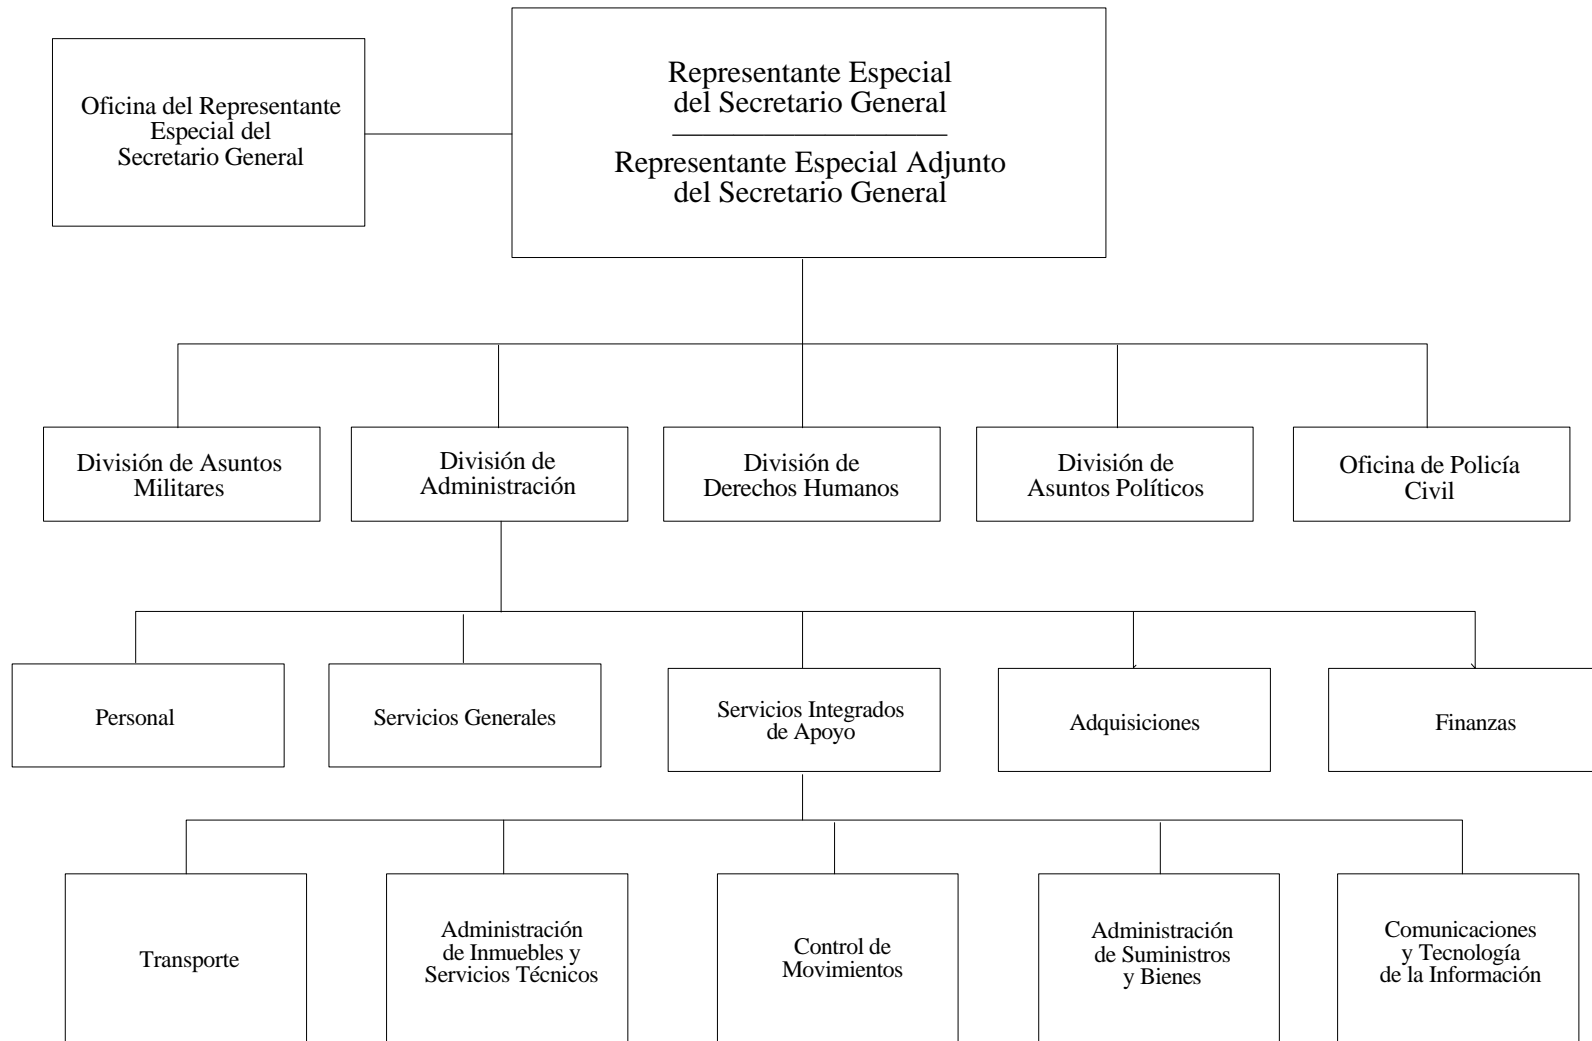 Oficina del Representante
Especial del
Secretario General
Representante Especial
del Secretario General
Representante Especial Adjunto
del Secretario General
División de Asuntos
Militares
División de
Administración
División de
Derechos Humanos
División de
Asuntos Políticos
Oficina de Policía
Civil
Personal
Servicios Generales
Servicios Integrados
de Apoyo
Adquisiciones
Finanzas
Transporte
Administración
de Inmuebles y
Servicios Técnicos
Control de
Movimientos
Administración
de Suministros
y Bienes
Comunicaciones
y Tecnología
de la Información